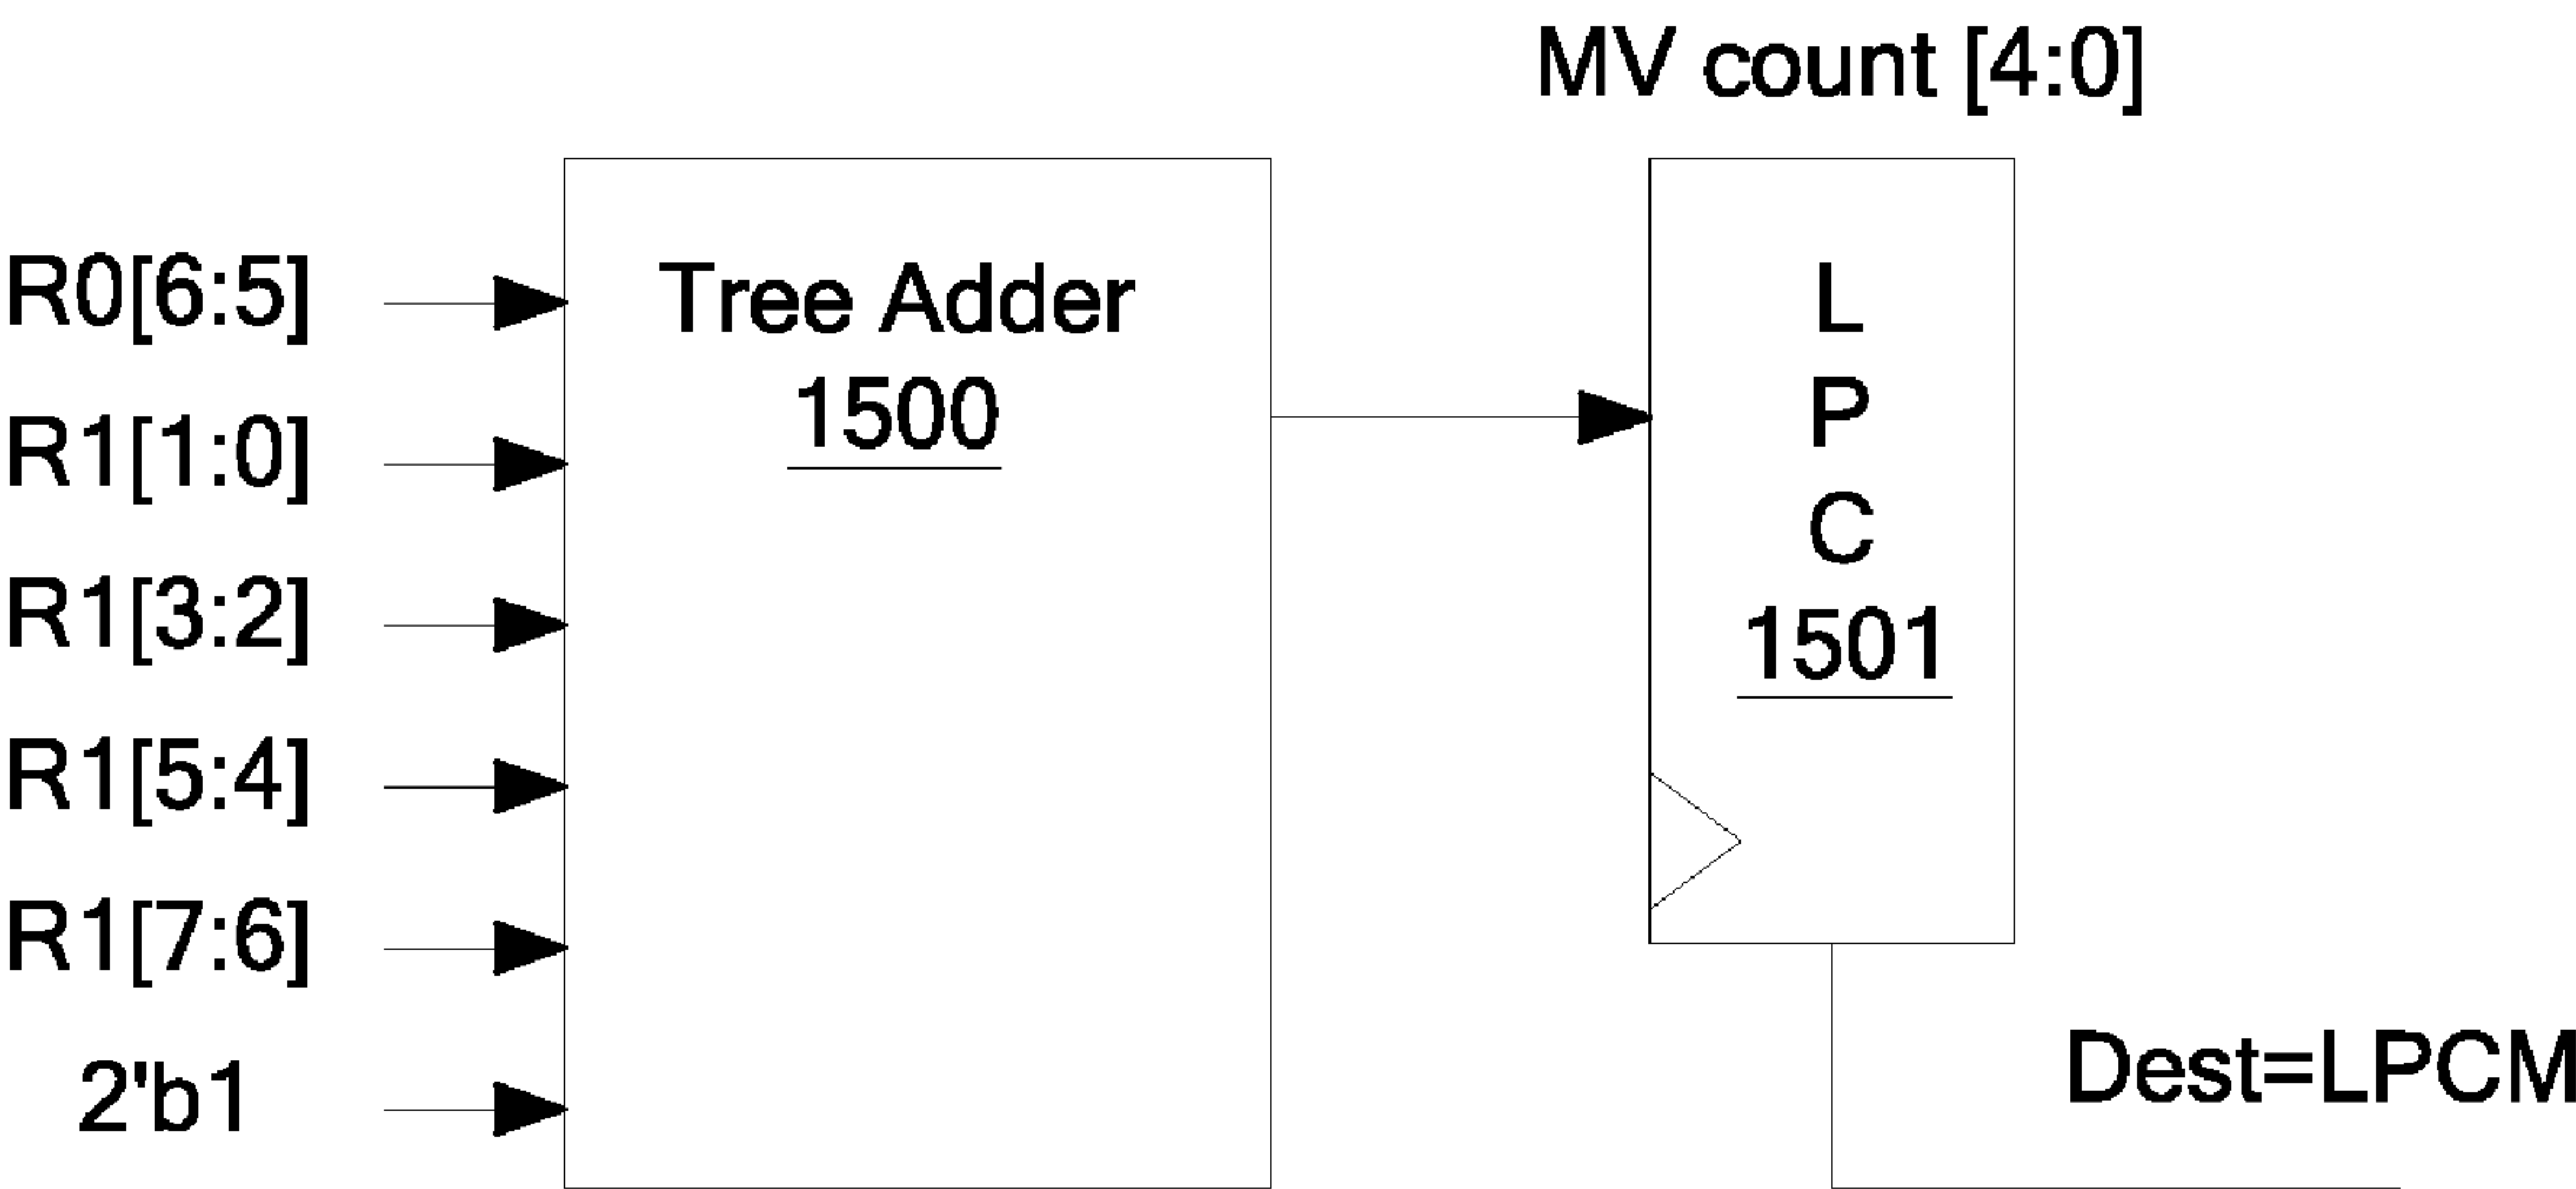 MV count [4:0]
R0[6:5]
R1[1:0]
R1[3:2]
R1[5:4]
R1[7:6]
2'b1
Tree Adder
1500
L
P
C
1501
Dest=LPCM